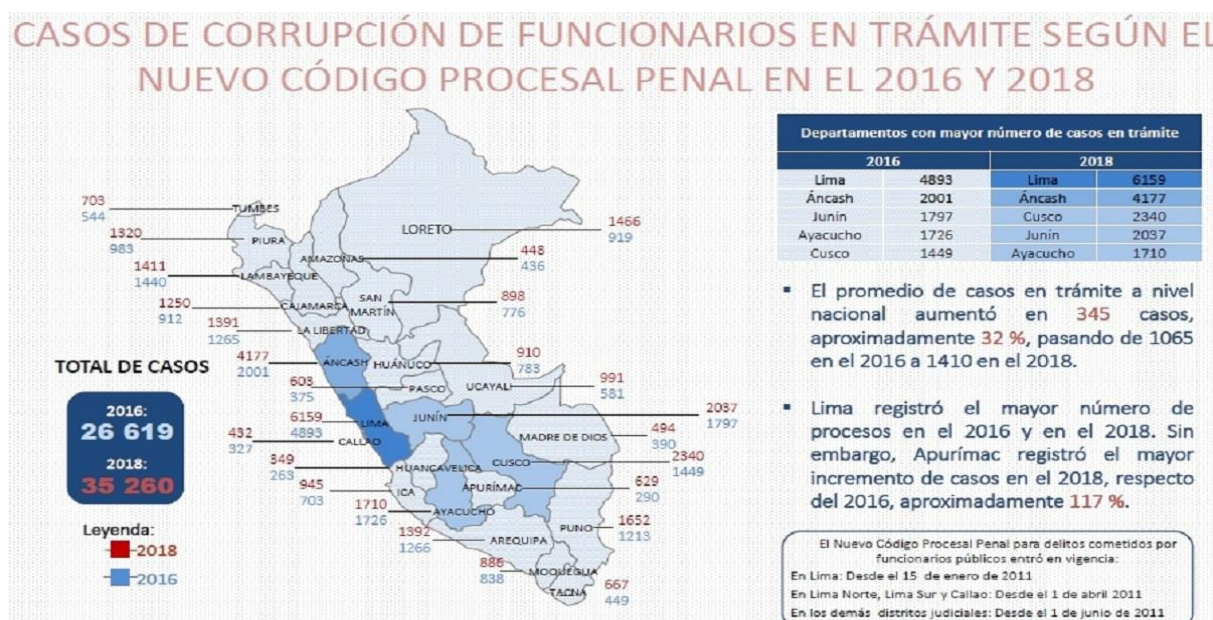 CASOS DE CORRUPCIÓN DE FUNCIONARIOS EN TRÁMITE SEGÚN EL
NUEVO CÓDIGO PROCESAL PENAL EN EL 2016 Y 2018
703
544
TUMBES
1320
983
PIURA
LORETO
1466
919
AMAZONAS
448
436
1411
1440
LAMBAYEQUE
1250
912
CAJAMARCA
SAN
MARTÍN
898
776
1391
1265
LA LIBERTAD
4177
2001
ÁNCASH
HUÁNUCO
910
783
603
375
PASCO
UCAYALI
991
581
6159
4893
LIMA
JUNÍN
2037
1797
432
327
CALLAO
MADRE DE DIOS
494
390
349
263
HUANCAVELICA
CUSCO
2340
1449
945
703
ICA
APURÍMAC
629
290
1710
1726
AYACUCHO
1392
1266
AREQUIPA
PUNO
1652
1213
886
838
MOQUEGUA
TACNA
667
449
TOTAL DE CASOS
2016:
26 619
2018:
35 260
Leyenda:
2018
2016
Departamentos con mayor número de casos en trámite
2016 2018
Lima 4893 Lima 6159
Áncash 2001 Áncash 4177
Junín 1797 Cusco 2340
Ayacucho 1726 Junín 2037
Cusco 1449 Ayacucho 1710
▪ El promedio de casos en trámite a nivel
nacional aumentó en 345 casos,
aproximadamente 32 %, pasando de 1065
en el 2016 a 1410 en el 2018.
▪ Lima registró el mayor número de
procesos en el 2016 y en el 2018. Sin
embargo, Apurímac registró el mayor
incremento de casos en el 2018, respecto
del 2016, aproximadamente 117 %.
El Nuevo Código Procesal Penal para delitos cometidos por
funcionarios públicos entró en vigencia:
En Lima: Desde el 15 de enero de 2011
En Lima Norte, Lima Sur y Callao: Desde el 1 de abril 2011
En los demás distritos judiciales: Desde el 1 de junio de 2011